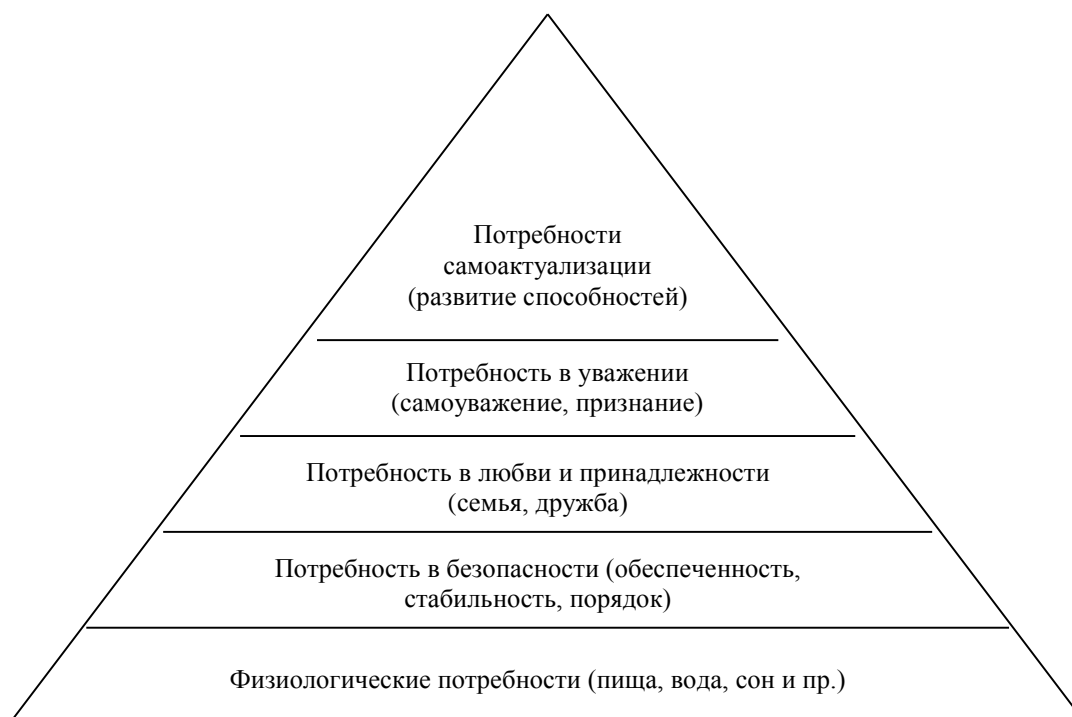 Потребности
самоактуализации
(развитие способностей)
Потребность в уважении
(самоуважение, признание)
Потребность в любви и принадлежности
(семья, дружба)
Потребность в безопасности (обеспеченность,
стабильность, порядок)
Физиологические потребности (пища, вода, сон и пр.)